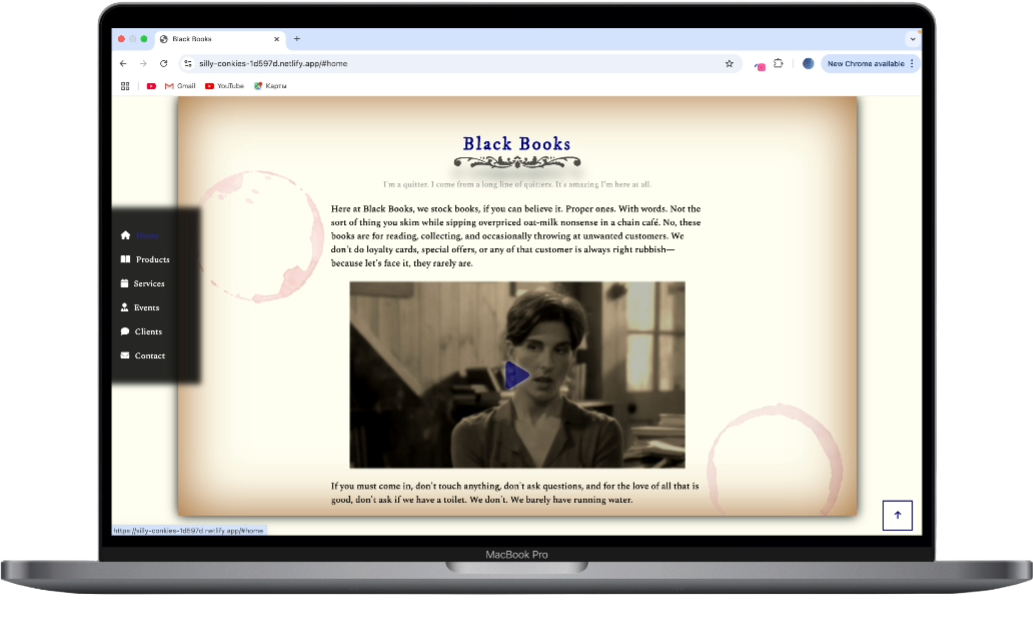 Black Books
silly-conkies-1d597d.netlify.app/#home
New Chrome available
Gmail
YouTube
Карты
Black Books
I'm a quitter. I come from a long line of quitters. It's amazing I'm here at all.
Here at Black Books, we stock books, if you can believe it. Proper ones. With words. Not the
sort of thing you skim while sipping overpriced oat-milk nonsense in a chain café. No, these
books are for reading, collecting, and occasionally throwing at unwanted customers. We
don't do loyalty cards, special offers, or any of that customer is always right rubbish—
because let's face it, they rarely are.
Home
Products
Services
Events
Clients
Contact
If you must come in, don't touch anything, don't ask questions, and for the love of all that is
good, don't ask if we have a toilet. We don't. We barely have running water.
https://silly-conkies-1d597d.netlify.app/#home
MacBook Pro